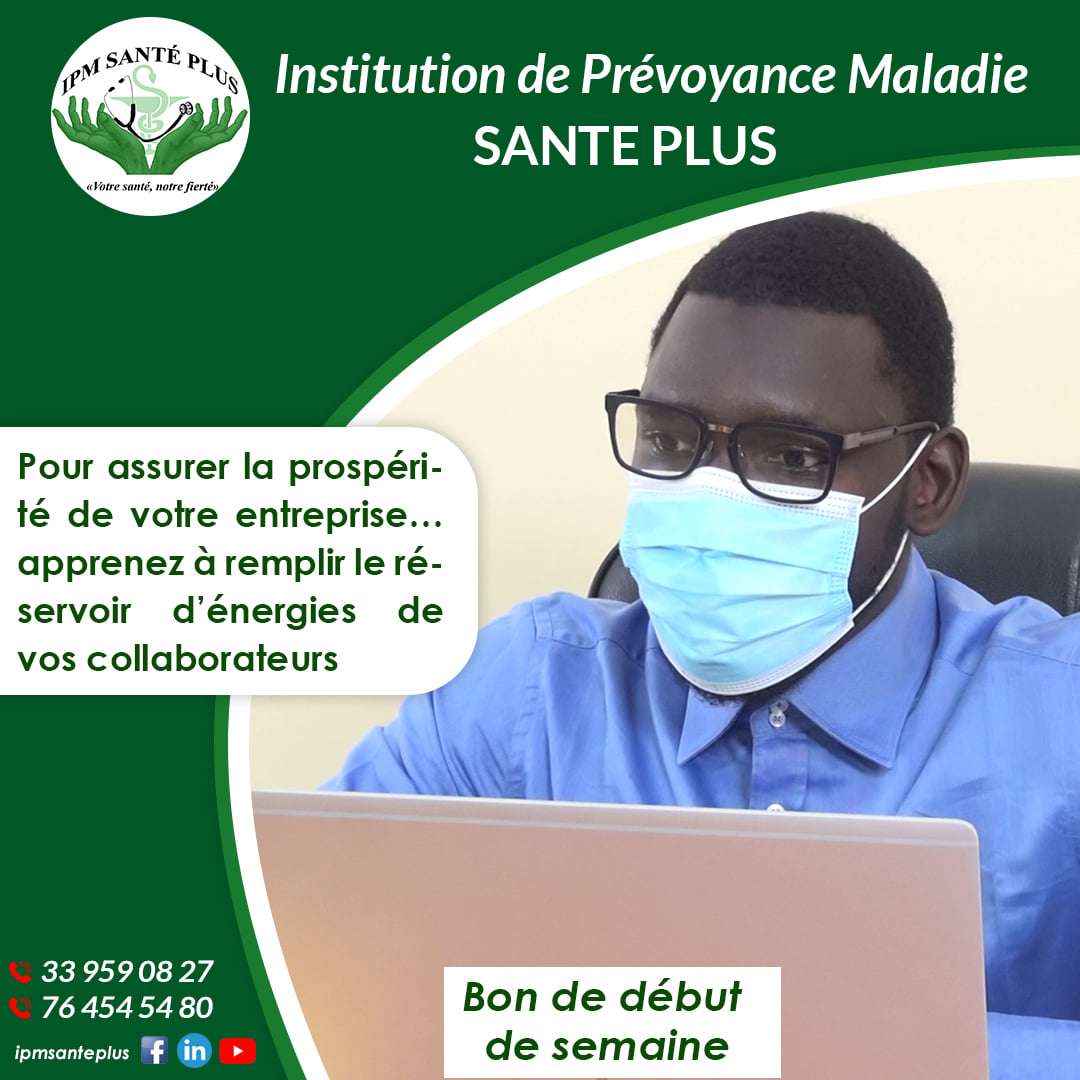 IPM SANTÉ PLUS
«Votre santé, notre fierté»
Institution de Prévoyance Maladie
SANTE PLUS
Pour assurer la prospéri-
té de votre entreprise...
apprenez à remplir le ré-
servoir d’énergies de
vos collaborateurs
33 959 08 27
76 454 54 80
ipmsanteplus
Bon de début
de semaine